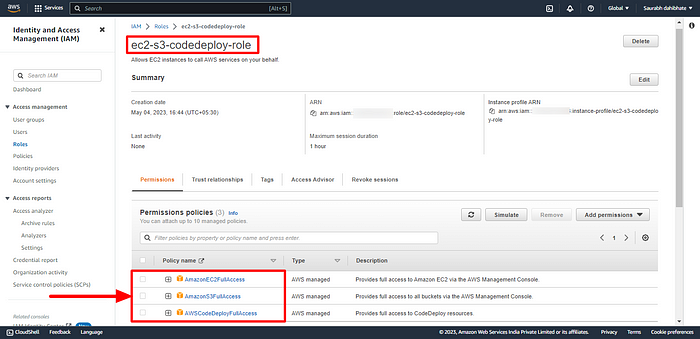 aws
Services
Search
[Alt+S]
Global
Saurabh dahibhate
Identity and Access
Management (IAM)
Search IAM
Dashboard
Access management
User groups
Users
Roles
Policies
Identity providers
Account settings
Access reports
Access analyzer
Archive rules
Analyzers
Settings
Credential report
Organization activity
Service control policies (SCPs)
Related consoles
IAM Identity Center
New
IAM > Roles > ec2-s3-codedeploy-role
ec2-s3-codedeploy-role
Delete
Allows EC2 instances to call AWS services on your behalf.
Summary
Edit
Creation date
May 04, 2023, 16:44 (UTC+05:30)
ARN
arn:aws:iam:: role/ec2-s3-codedeploy-role
Instance profile ARN
arn:aws:iam:: instance-profile/ec2-s3-codedeplo
y-role
Last activity
None
Maximum session duration
1 hour
Permissions
Trust relationships
Tags
Access Advisor
Revoke sessions
Permissions policies (3) Info
You can attach up to 10 managed policies.
Simulate
Remove
Add permissions
Filter policies by property or policy name and press enter
1
Policy name
Type
Description
AmazonEC2FullAccess
AWS managed
Provides full access to Amazon EC2 via the AWS Management Console.
AmazonS3FullAccess
AWS managed
Provides full access to all buckets via the AWS Management Console.
AWSCodeDeployFullAccess
AWS managed
Provides full access to CodeDeploy resources.
CloudShell
Feedback
Language
© 2023, Amazon Web Services India Private Limited or its affiliates.
Privacy
Terms
Cookie preferences